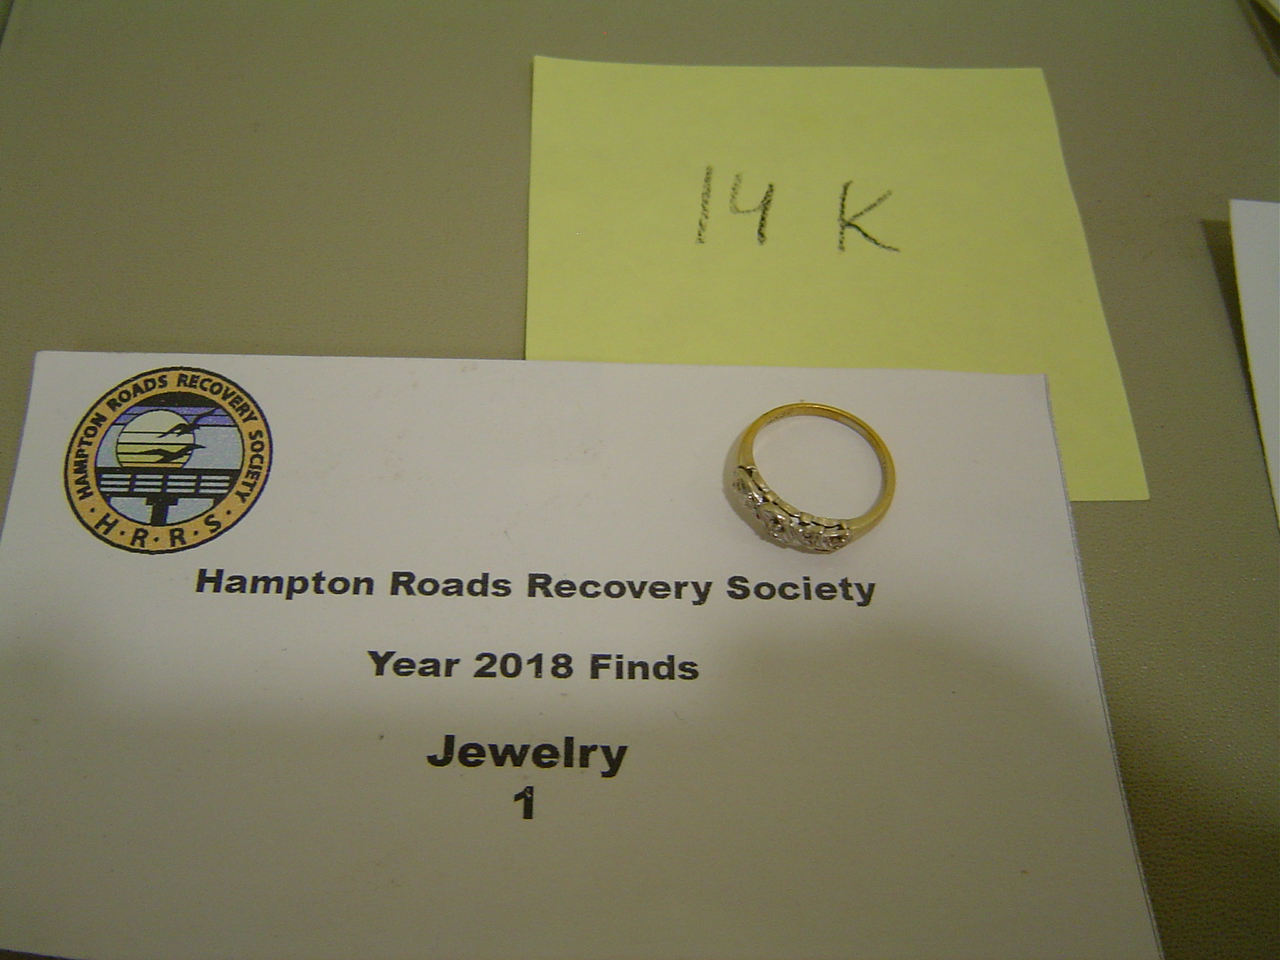 14 K
HAMPTON ROADS RECOVERY SOCIETY
· H · R · R · S ·
Hampton Roads Recovery Society
Year 2018 Finds
Jewelry
1